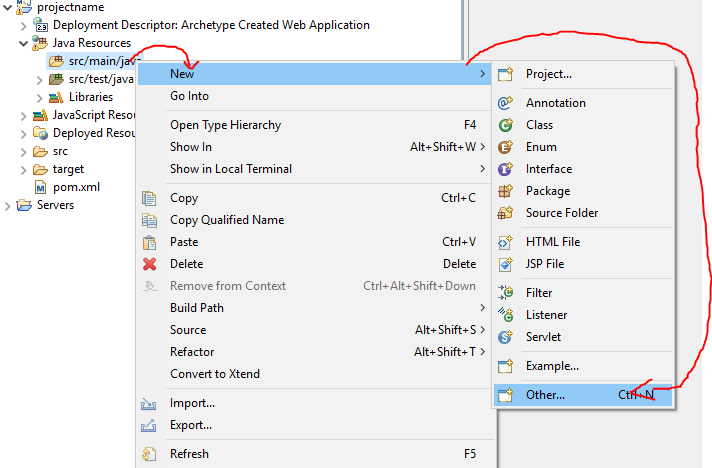 projectname
Deployment Descriptor: Archetype Created Web Application
Java Resources
src/main/java
src/test/java
Libraries
JavaScript Resou
Deployed Resou
src
target
pom.xml
Servers
New
Go Into
Open Type Hierarchy F4
Show In Alt+Shift+W
Show in Local Terminal
Copy Ctrl+C
Copy Qualified Name
Paste Ctrl+V
Delete Delete
Remove from Context Ctrl+Alt+Shift+Down
Build Path
Source Alt+Shift+S
Refactor Alt+Shift+T
Convert to Xtend
Import...
Export...
Refresh F5
Project...
Annotation
Class
Enum
Interface
Package
Source Folder
HTML File
JSP File
Filter
Listener
Servlet
Example...
Other... Ctrl+N